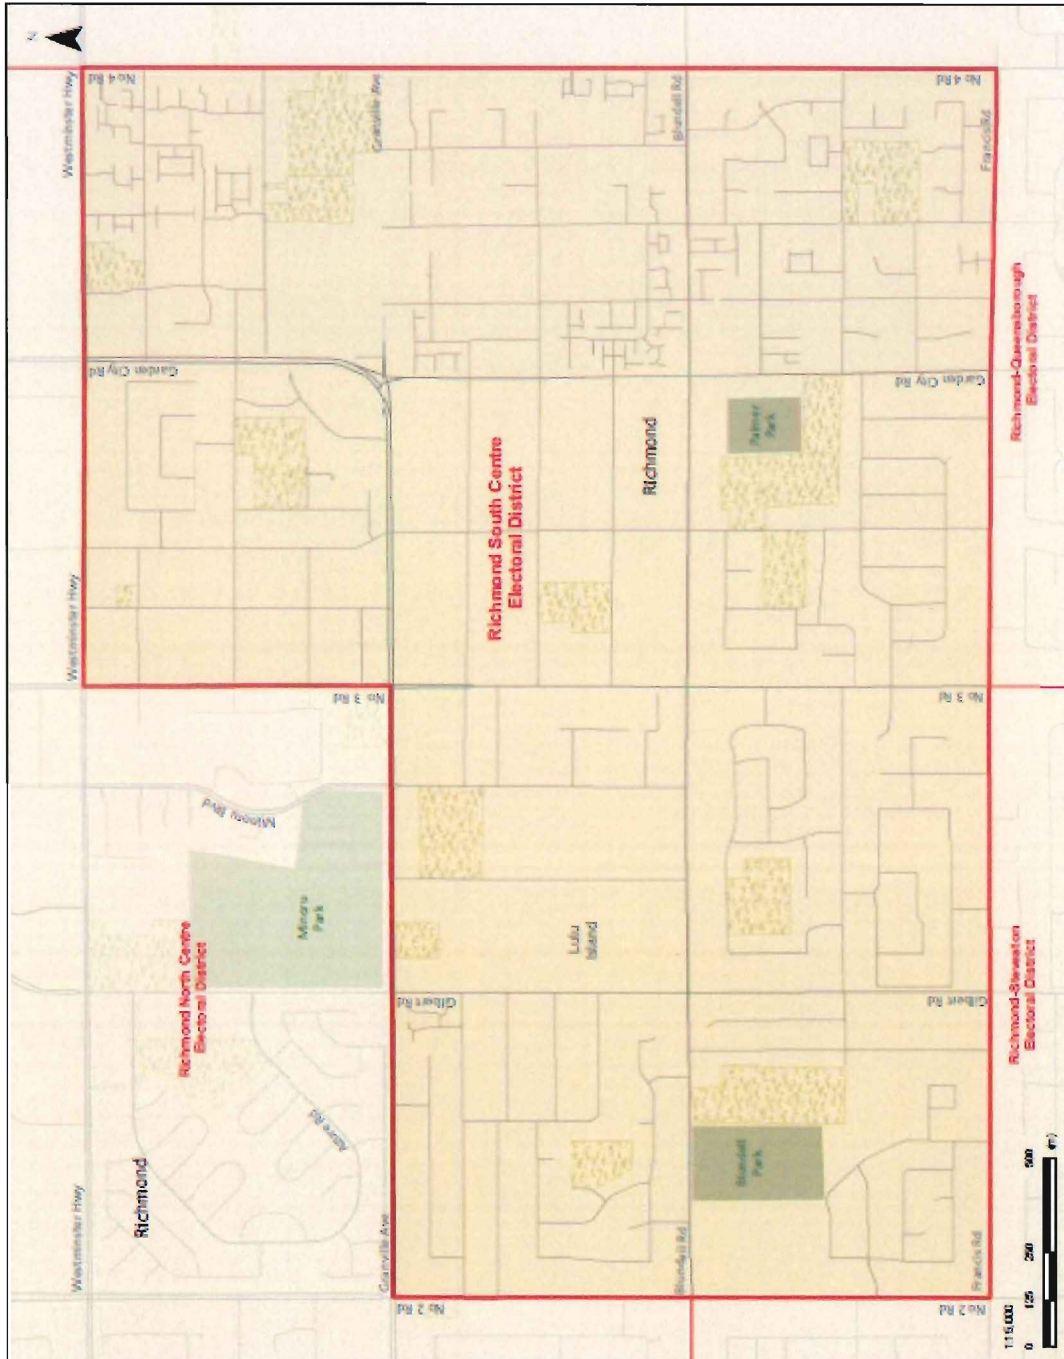 N
Westminster Hwy
Westminster Hwy
Westminster Hwy
No 4 Rd
No 4 Rd
Granville Ave
Blundell Rd
Francis Rd
Garden City Rd
Garden City Rd
Richmond South Centre
Electoral District
Richmond
Palmer
Park
Richmond-Queensborough
Electoral District
No 3 Rd
No 3 Rd
Minoru Blvd
Minoru
Park
Richmond North Centre
Electoral District
Lulu
Island
Gilbert Rd
Gilbert Rd
Richmond-Steveston
Electoral District
Richmond
Azure Rd
Granville Ave
Blundell
Park
Blundell Rd
Francis Rd
No 2 Rd
No 2 Rd
1:15,000
0 125 250 500
(m)